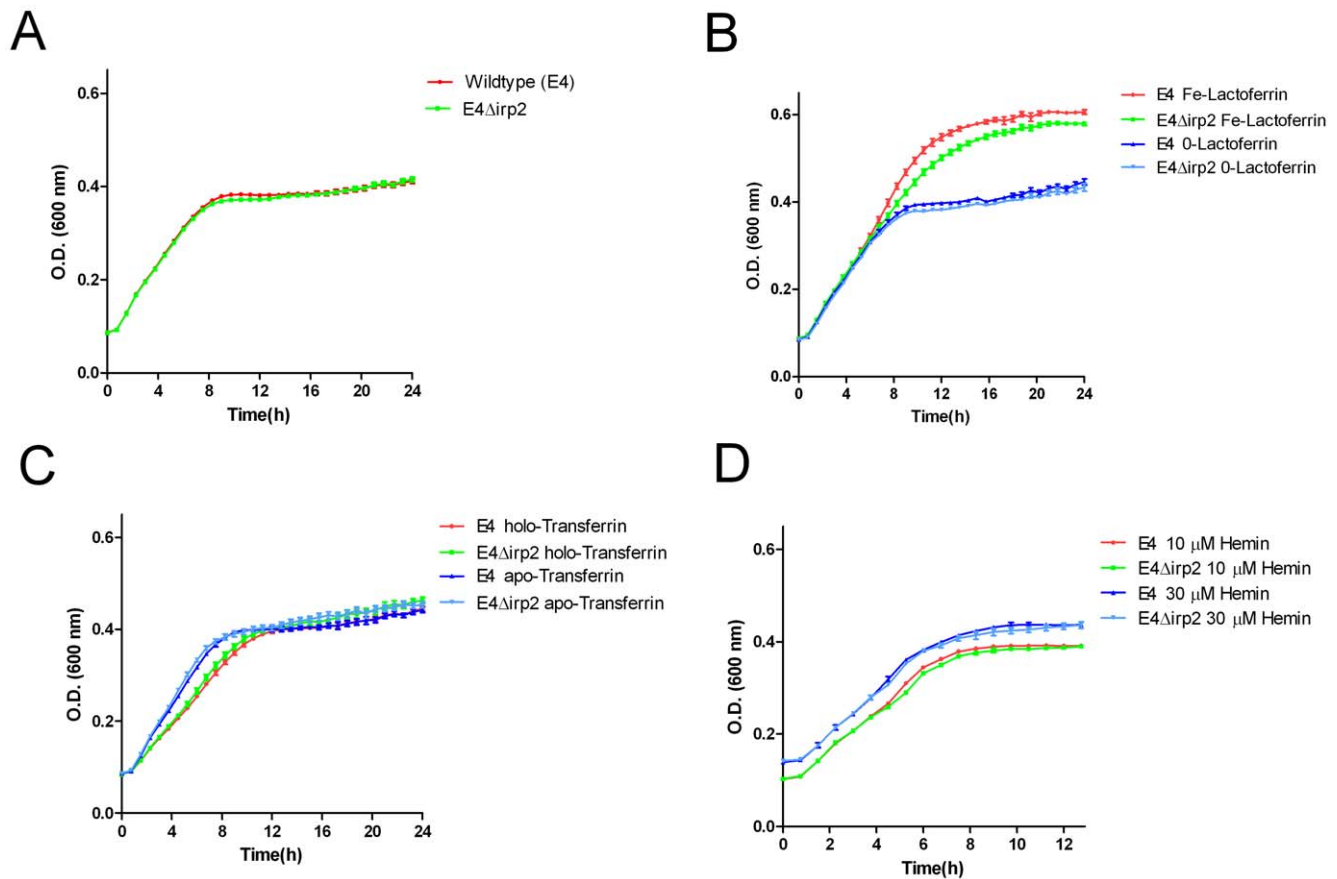 A
O.D. (600 nm)
0.6
0.4
0.2
0.0
0 4 8 12 16 20 24
Time(h)
Wildtype (E4)
E4Δirp2
B
O.D. (600 nm)
0.6
0.4
0.2
0.0
0 4 8 12 16 20 24
Time(h)
E4 Fe-Lactoferrin
E4Δirp2 Fe-Lactoferrin
E4 0-Lactoferrin
E4Δirp2 0-Lactoferrin
C
O.D. (600 nm)
0.6
0.4
0.2
0.0
0 4 8 12 16 20 24
Time(h)
E4 holo-Transferrin
E4Δirp2 holo-Transferrin
E4 apo-Transferrin
E4Δirp2 apo-Transferrin
D
O.D. (600 nm)
0.6
0.4
0.2
0.0
0 2 4 6 8 10 12
Time(h)
E4 10 μM Hemin
E4Δirp2 10 μM Hemin
E4 30 μM Hemin
E4Δirp2 30 μM Hemin